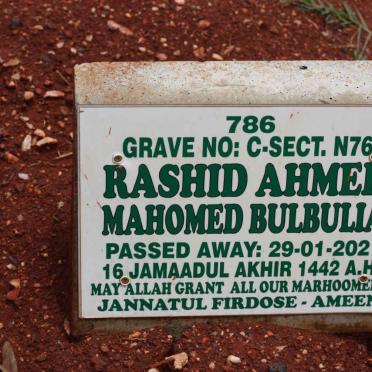 786
GRAVE NO: C-SECT. N76
RASHID AHME
MAHOMED BULBULIA
PASSED AWAY: 29-01-202
16 JAMAADUL AKHIR 1442 A.H
MAY ALLAH GRANT ALL OUR MARHOOME
JANNATUL FIRDOSE - AMEEN